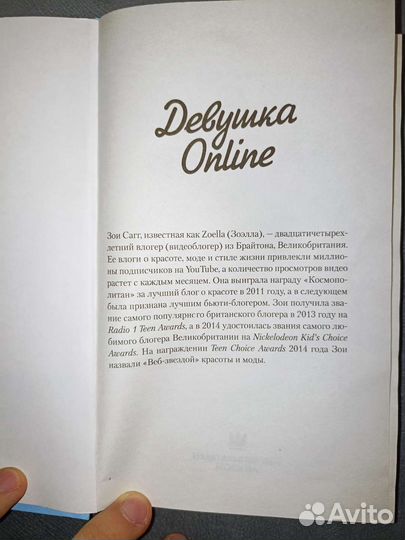 Девушка
Online
Зои Сагг, известная как Zoella (Зоэлла), — двадцатичетырех-
летний влогер (видеоблогер) из Брайтона, Великобритания.
Ее влоги о красоте, моде и стиле жизни привлекли миллио-
ны подписчиков на YouTube, а количество просмотров видео
растет с каждым месяцем. Она выиграла награду «Космопо-
литан» за лучший блог о красоте в 2011 году, а в следующем
была признана лучшим бьюти-блогером. Зои получила зва-
ние самого популярного британского блогера в 2013 году на
Radio 1 Teen Awards, а в 2014 удостоилась звания самого лю-
бимого блогера Великобритании на Nickelodeon Kid's Choice
Awards. На награждении Teen Choice Awards 2014 года Зои
назвали «Веб-звездой» красоты и моды.
Avito